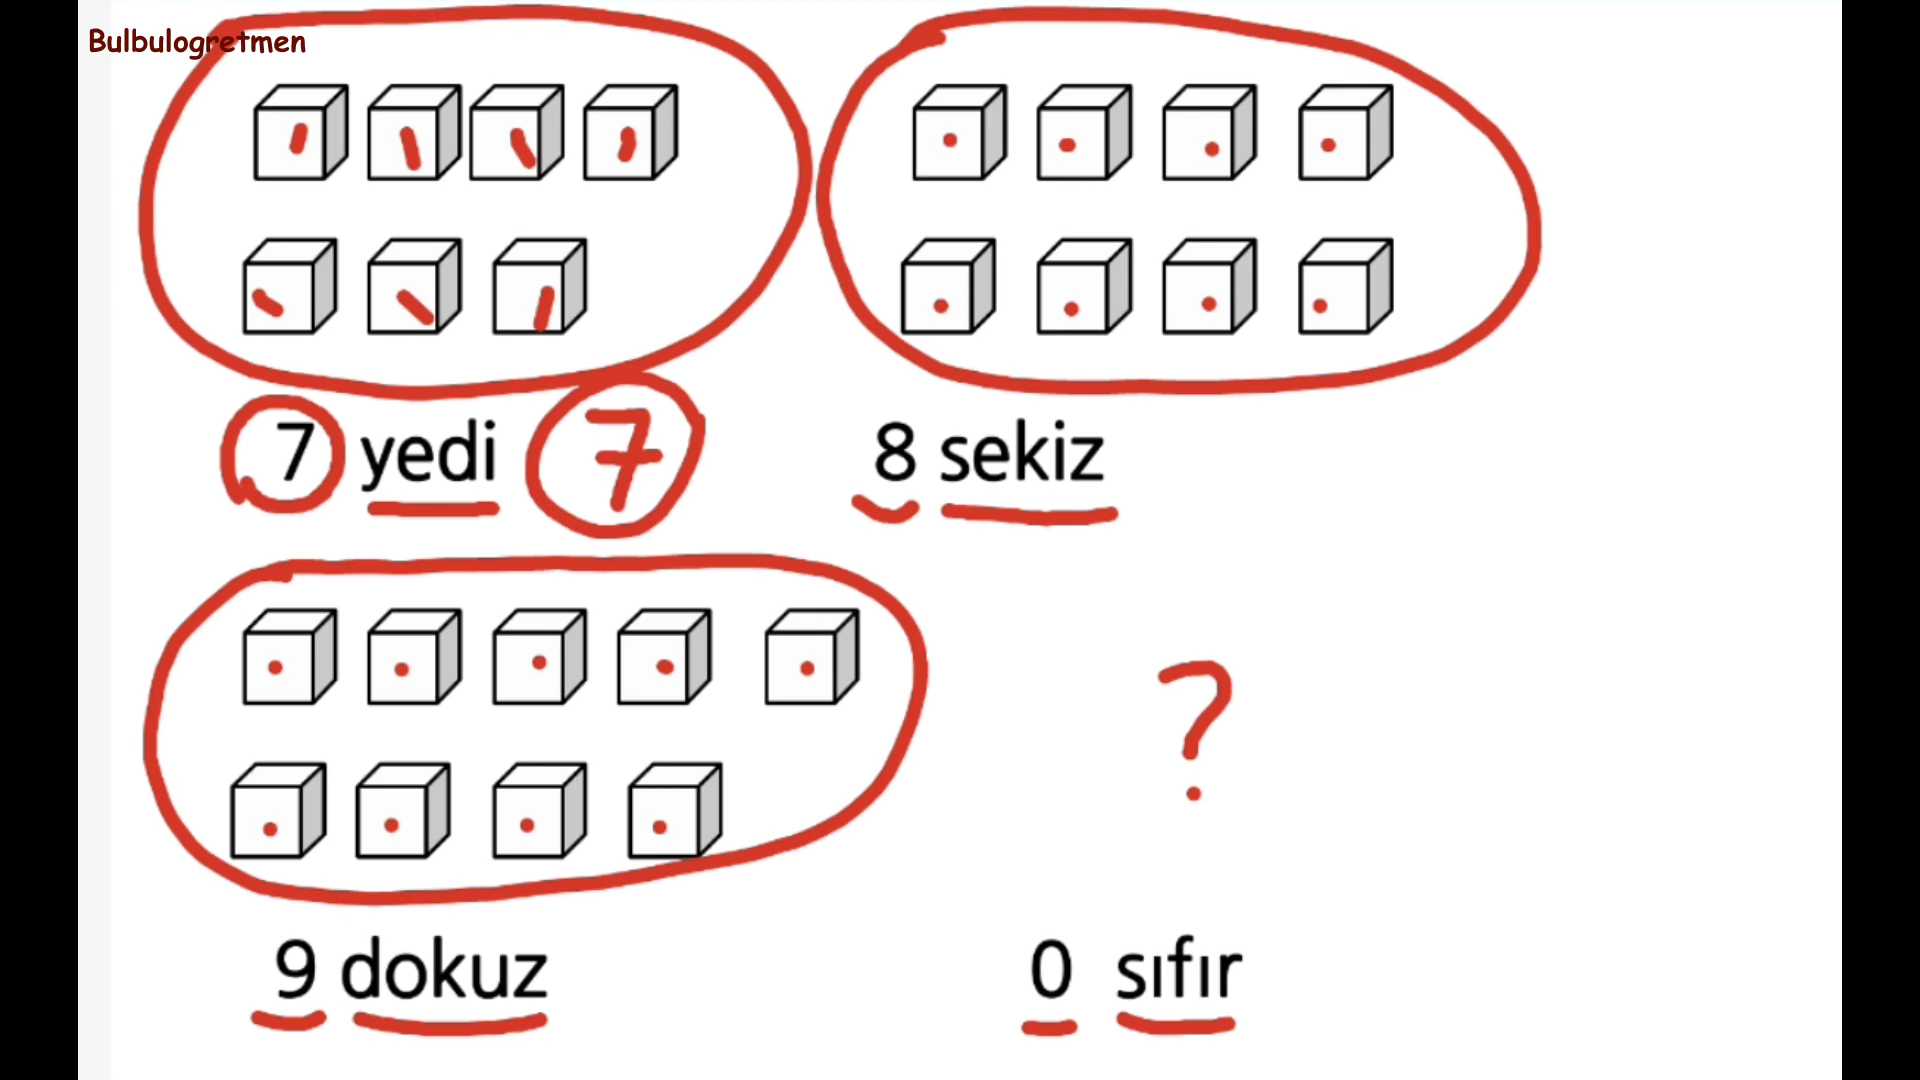 Bulbulogretmen
7 yedi 7
8 sekiz
?
9 dokuz
0 sıfır